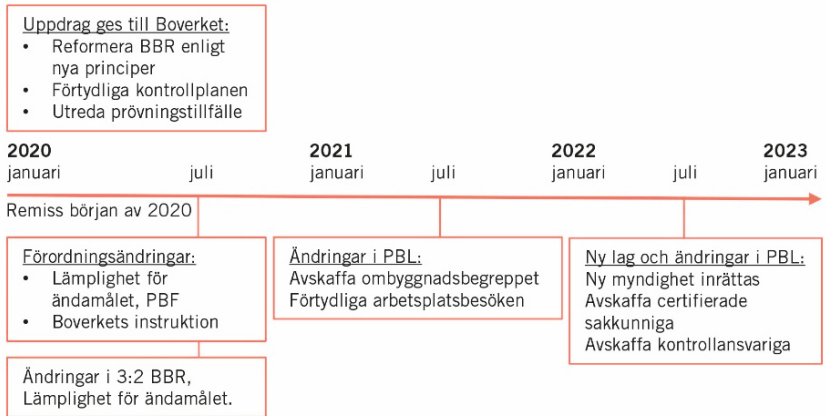 Uppdrag ges till Boverket:
• Reformera BBR enligt
nya principer
• Förtydliga kontrollplanen
• Utreda prövningstillfälle
2020 2021 2022 2023
januari juli januari juli januari juli januari
Remiss början av 2020
Förordningsändringar:
• Lämplighet för
ändamålet, PBF
• Boverkets instruktion
Ändringar i 3:2 BBR,
Lämplighet för ändamålet.
Ändringar i PBL:
Avskaffa ombyggnadsbegreppet
Förtydliga arbetsplatsbesöken
Ny lag och ändringar i PBL:
Ny myndighet inrättas
Avskaffa certifierade
sakkunniga
Avskaffa kontrollansvariga